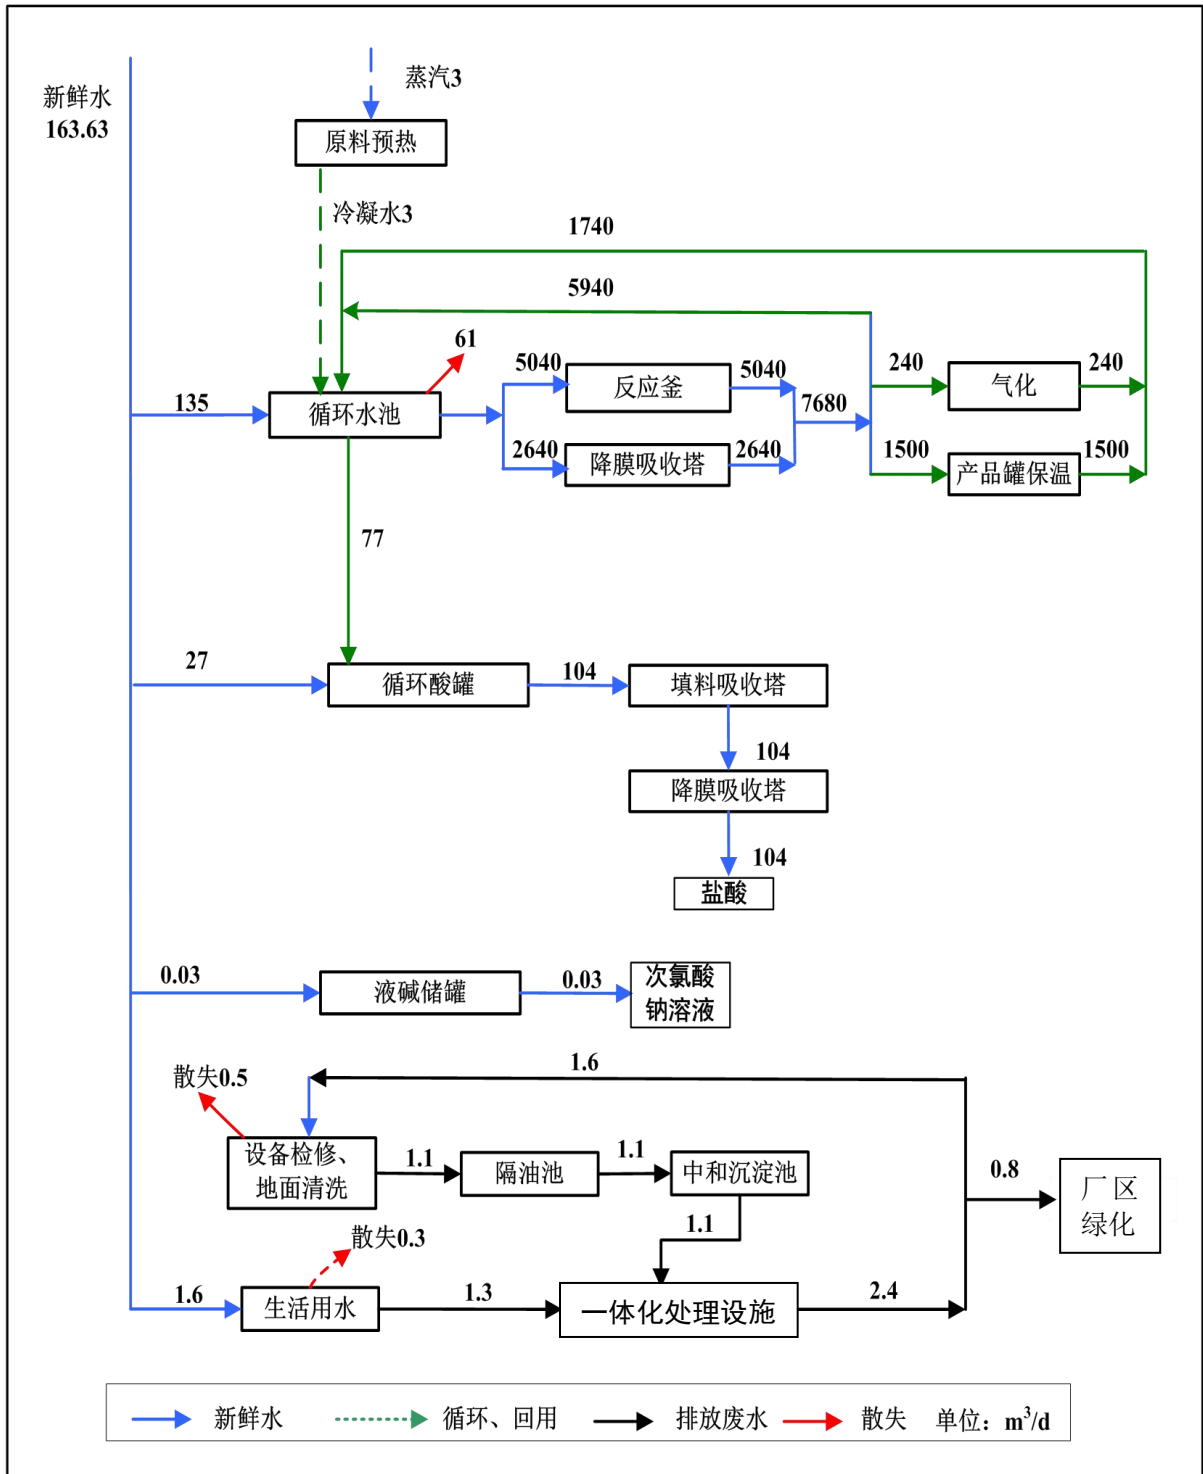 蒸汽3
新鲜水
163.63
原料预热
冷凝水3
1740
5940
61
5040
反应釜
5040
240
气化
240
135
循环水池
7680
2640
降膜吸收塔
2640
1500
产品罐保温
1500
77
27
循环酸罐
104
填料吸收塔
104
降膜吸收塔
104
盐酸
0.03
液碱储罐
0.03
次氯酸
钠溶液
1.6
散失0.5
设备检修、
地面清洗
1.1
隔油池
1.1
中和沉淀池
0.8
厂区
绿化
1.1
散失0.3
1.6
生活用水
1.3
一体化处理设施
2.4
新鲜水
循环、回用
排放废水
散失
单位：m³/d